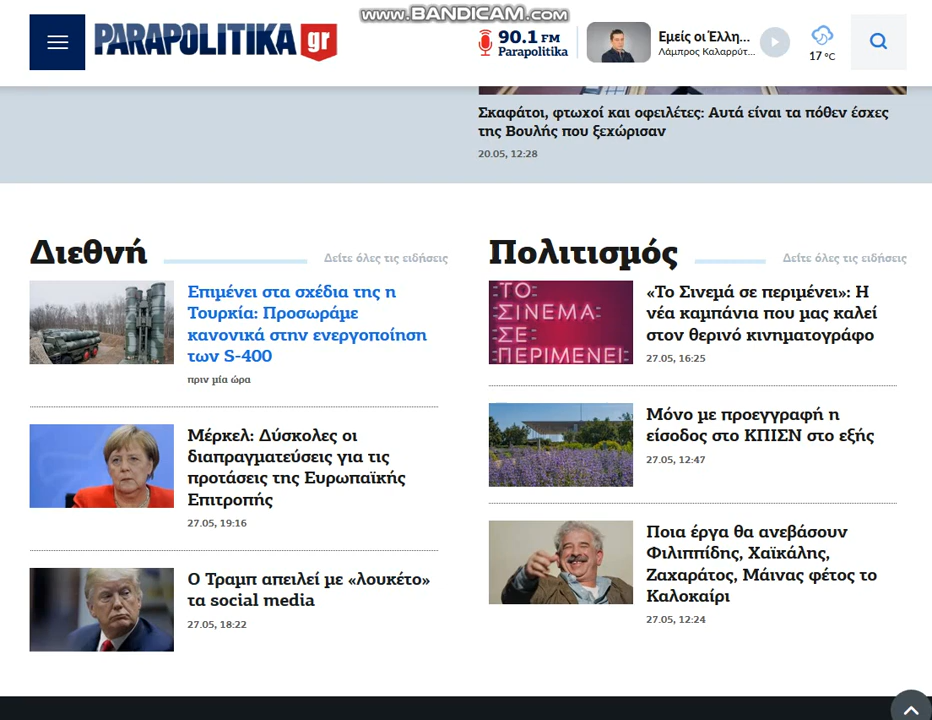 www.BANDICAM.com
PARAPOLITIKA gr
90.1 FM
Parapolitika
Εμείς οι Έλλη...
Λάμπρος Καλαρρύτ...
17 °C
Σκαφάτοι, φτωχοί και οφειλέτες: Αυτά είναι τα πόθεν έσχες
της Βουλής που ξεχώρισαν
20.05, 12:28
Διεθνή
Δείτε όλες τις ειδήσεις
Επιμένει στα σχέδια της η
Τουρκία: Προσωράμε
κανονικά στην ενεργοποίηση
των S-400
πριν μία ώρα
Μέρκελ: Δύσκολες οι
διαπραγματεύσεις για τις
προτάσεις της Ευρωπαϊκής
Επιτροπής
27.05, 19:16
Ο Τραμπ απειλεί με «λουκέτο»
τα social media
27.05, 18:22
Πολιτισμός
Δείτε όλες τις ειδήσεις
ΤΟ
ΣΙΝΕΜΑ
ΣΕ
ΠΕΡΙΜΕΝΕΙ
«Το Σινεμά σε περιμένει»: Η
νέα καμπάνια που μας καλεί
στον θερινό κινηματογράφο
27.05, 16:25
Μόνο με προεγγραφή η
είσοδος στο ΚΠΙΣΝ στο εξής
27.05, 12:47
Ποια έργα θα ανεβάσουν
Φιλιππίδης, Χαϊκάλης,
Ζαχαράτος, Μάινας φέτος το
Καλοκαίρι
27.05, 12:24